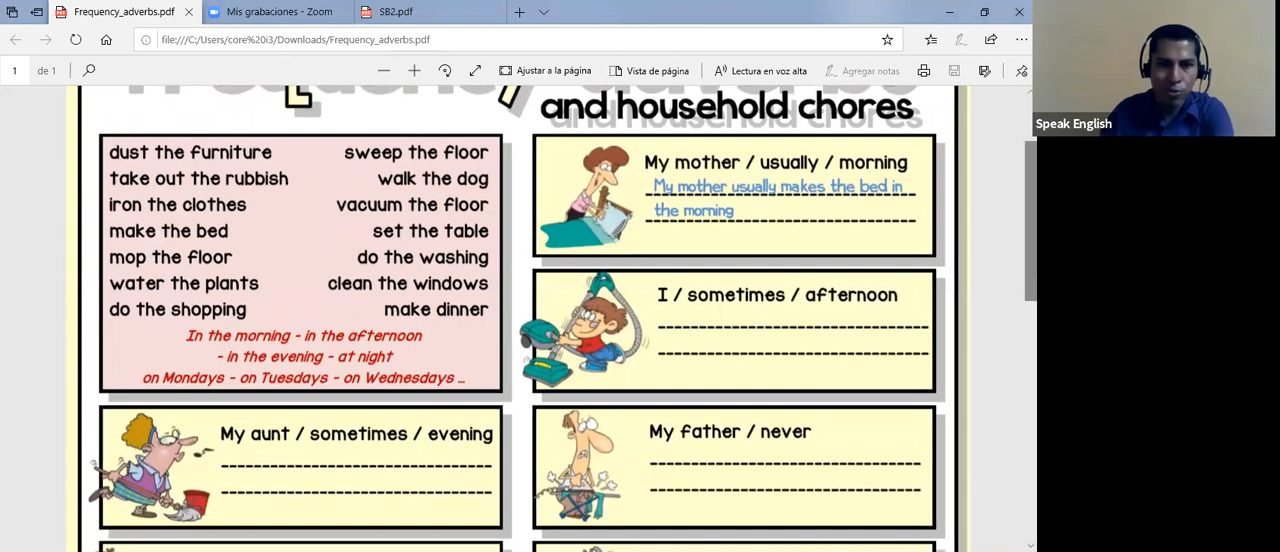 Frequency_adverbs.pdf
Mis grabaciones - Zoom
SB2.pdf
file:///C:/Users/core%20i3/Downloads/Frequency_adverbs.pdf
1 de 1
Ajustar a la página
Vista de página
Lectura en voz alta
Agregar notas
Speak English
and household chores
dust the furniture
take out the rubbish
iron the clothes
make the bed
mop the floor
water the plants
do the shopping
sweep the floor
walk the dog
vacuum the floor
set the table
do the washing
clean the windows
make dinner
In the morning - in the afternoon
- in the evening - at night
on Mondays - on Tuesdays - on Wednesdays ...
My mother / usually / morning
My mother usually makes the bed in
the morning
I / sometimes / afternoon
My aunt / sometimes / evening
My father / never